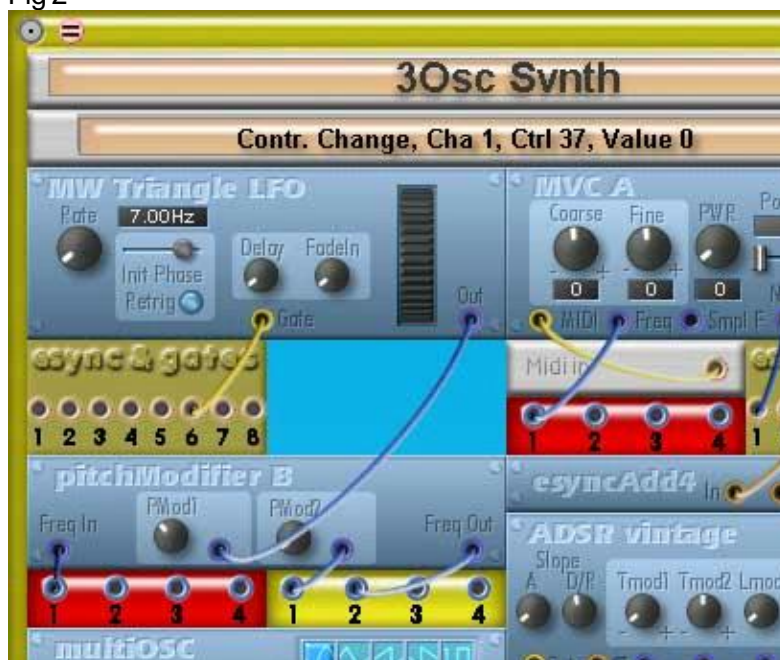 Fig 2
3Osc Synth
Contr. Change, Cha 1, Ctrl 37, Value 0
MW Triangle LFO
Rate 7.00Hz
Init Phase
Retrig
Delay FadeIn
Gate
Out
MVC A
Coarse Fine PWR
0 0 0
MIDI Freq Smpl F
esync & gates
1 2 3 4 5 6 7 8
Midi in
1 2 3 4
1
pitchModifier B
PMod1 PMod2
Freq In Freq Out
1 2 3 4
1 2 3 4
esyncAdd4 In
ADSR vintage
Slope
A D/R Tmod1 Tmod2 Lmod
multiOSC